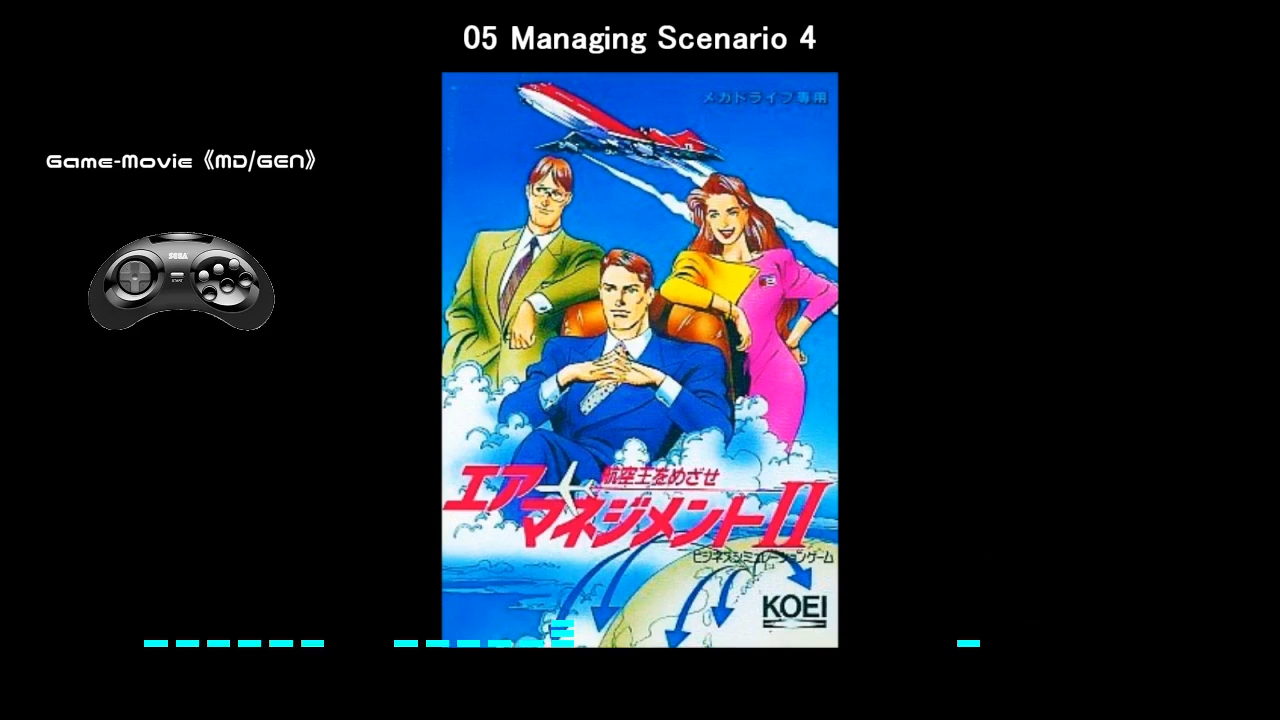 05 Managing Scenario 4
メガドライブ専用
Game-Movie《MD/GEN》
SEGA
START
航空王をめざせ
エアマネジメントII
ビジネスシミュレーションゲーム
KOEI